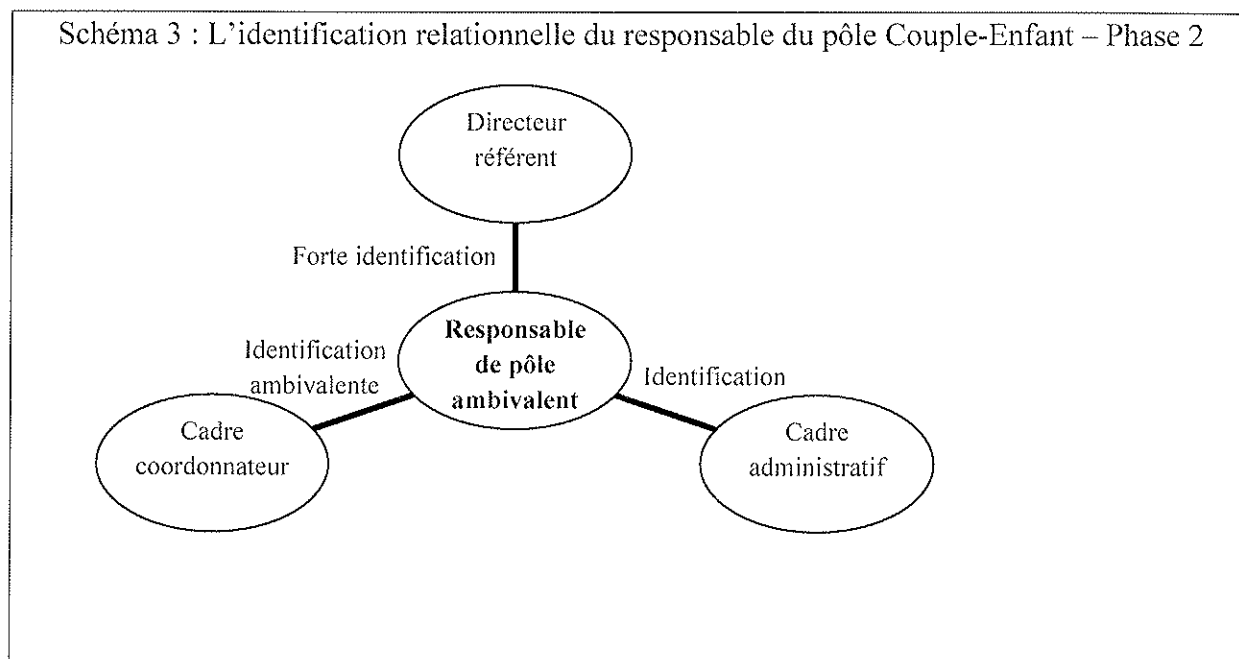 Schéma 3 : L'identification relationnelle du responsable du pôle Couple-Enfant – Phase 2
Directeur
référent
Forte identification
Responsable
de pôle
ambivalent
Identification
ambivalente
Identification
Cadre
coordonnateur
Cadre
administratif